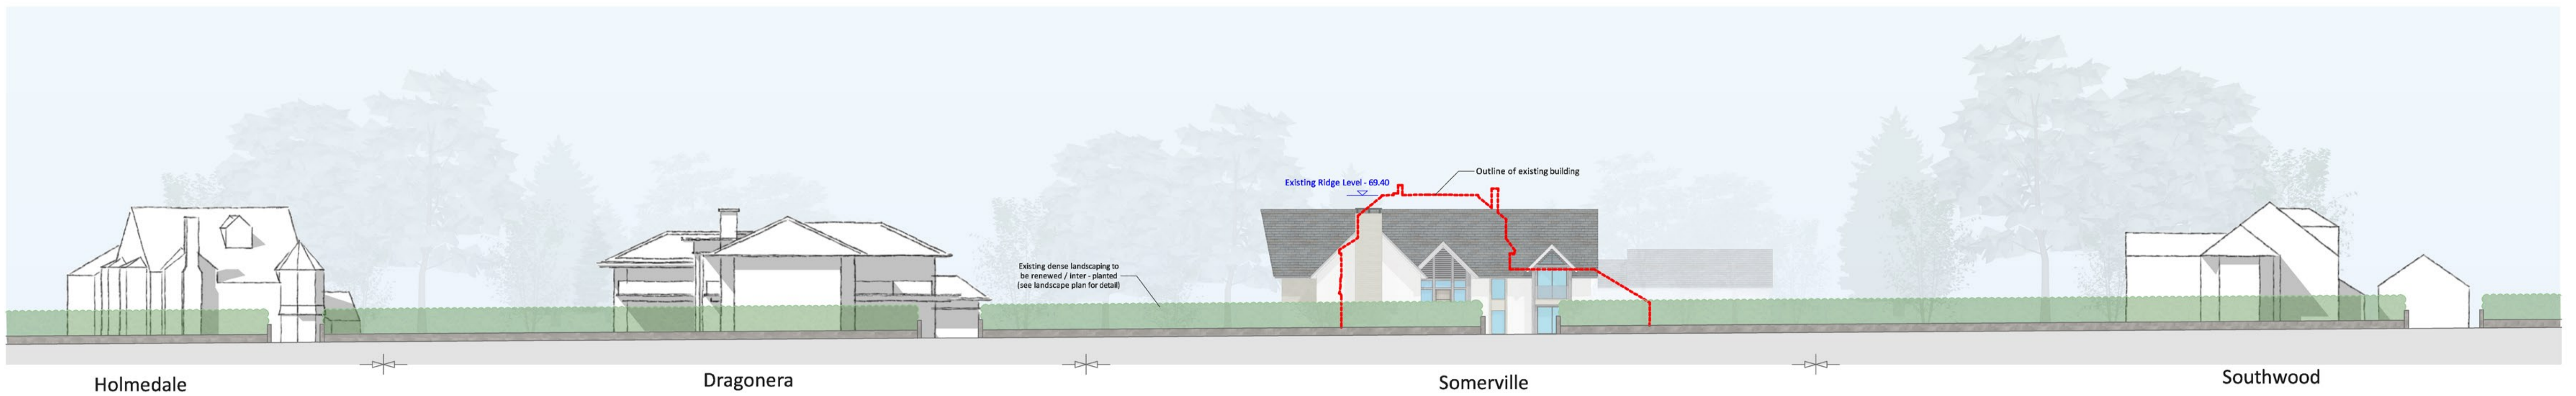 Existing Ridge Level - 69.40
Outline of existing building
Existing dense landscaping to
be renewed / inter - planted
(see landscape plan for detail)
Holmedale
Dragonera
Somerville
Southwood